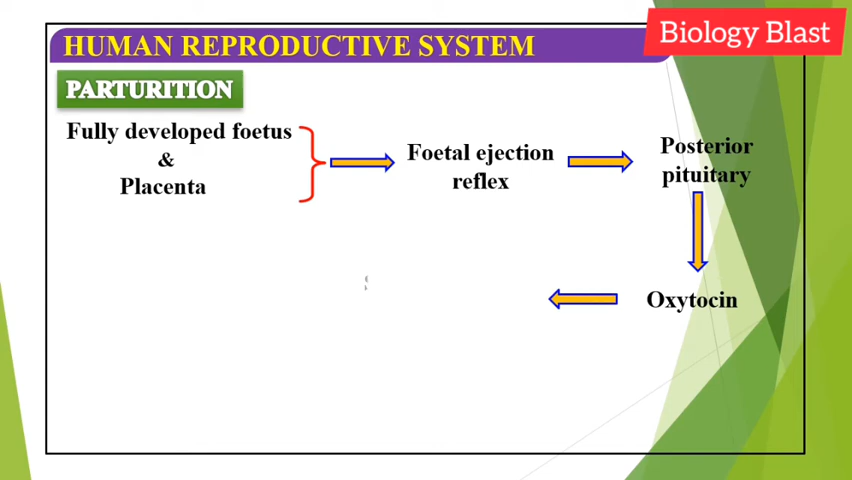 HUMAN REPRODUCTIVE SYSTEM
Biology Blast
PARTURITION
Fully developed foetus
&
Placenta
Foetal ejection
reflex
Posterior
pituitary
Oxytocin